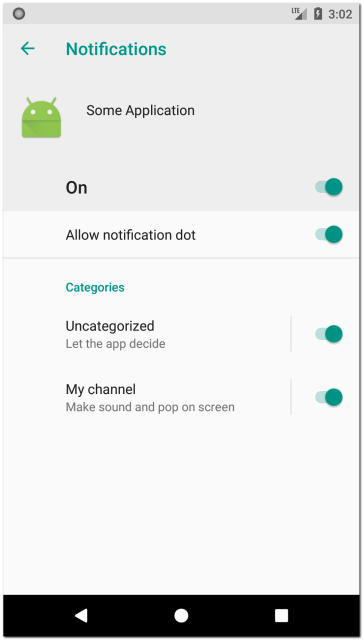 LTE 3:02
Notifications
Some Application
On
Allow notification dot
Categories
Uncategorized
Let the app decide
My channel
Make sound and pop on screen